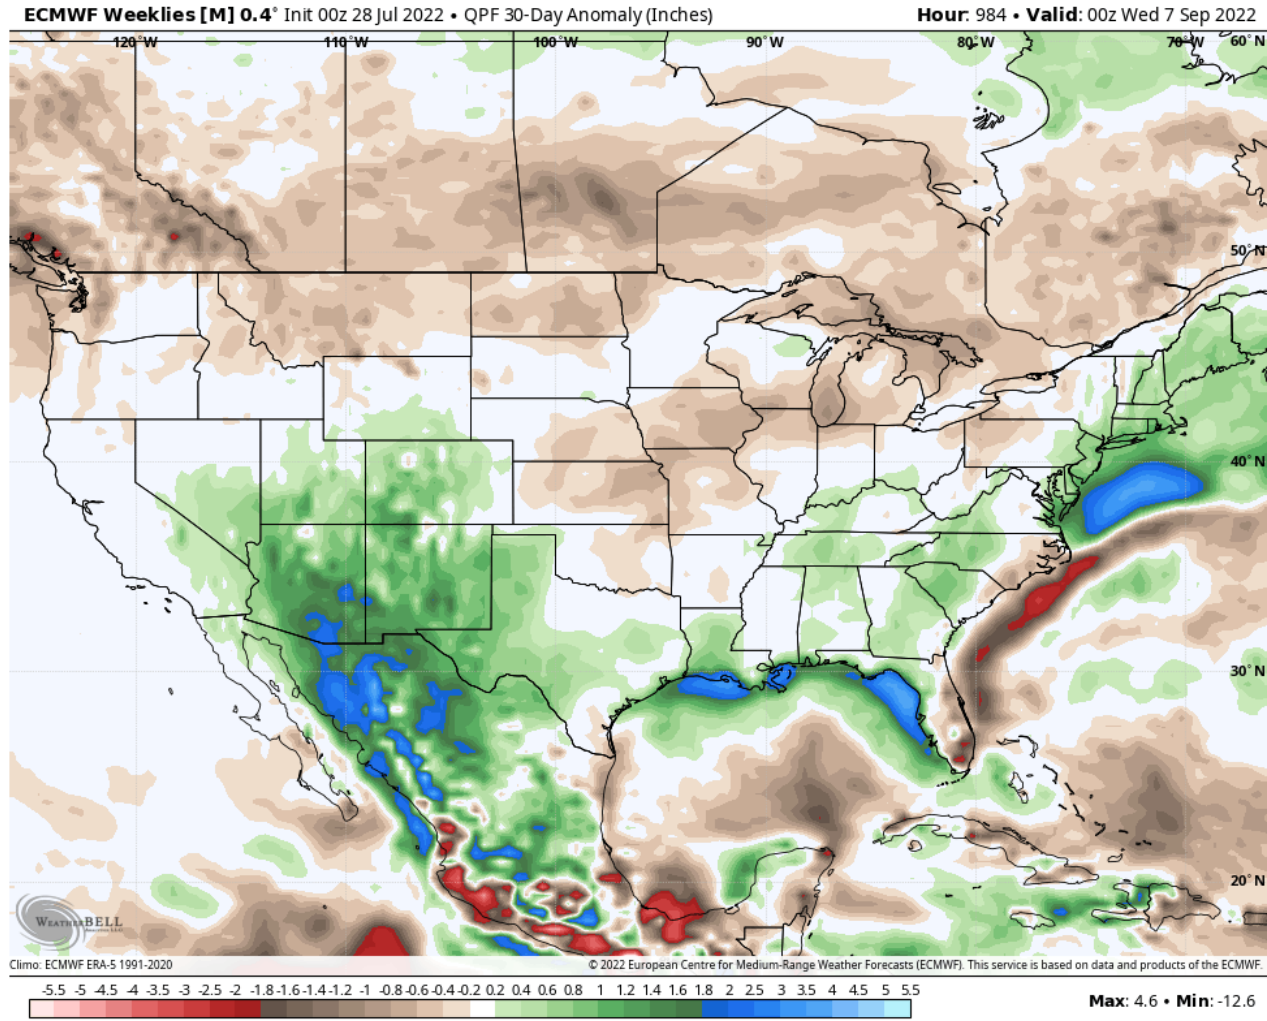 ECMWF Weeklies [M] 0.4° Init 00z 28 Jul 2022 • QPF 30-Day Anomaly (Inches)
Hour: 984 • Valid: 00z Wed 7 Sep 2022
120°W 110°W 100°W 90°W 80°W 70°W 60°N
50°N
40°N
30°N
20°N
WEATHERBELL
Climo: ECMWF ERA-5 1991-2020
© 2022 European Centre for Medium-Range Weather Forecasts (ECMWF). This service is based on data and products of the ECMWF.
-5.5 -5 -4.5 -4 -3.5 -3 -2.5 -2 -1.8 -1.6 -1.4 -1.2 -1 -0.8 -0.6 -0.4 -0.2 0.2 0.4 0.6 0.8 1 1.2 1.4 1.6 1.8 2 2.5 3 3.5 4 4.5 5 5.5
Max: 4.6 • Min: -12.6